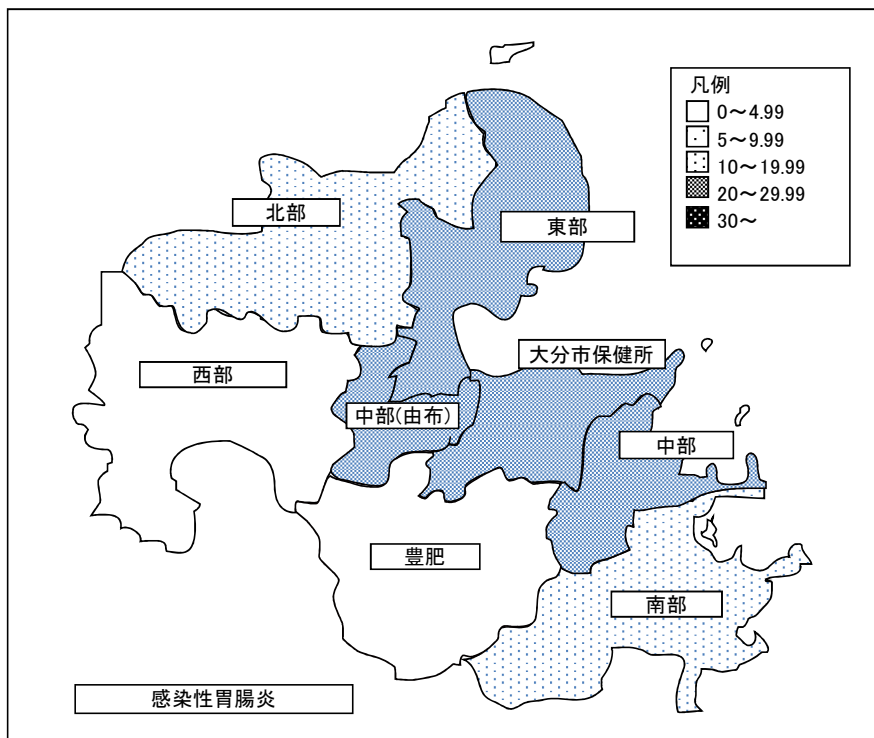 凡例
0～4.99
5～9.99
10～19.99
20～29.99
30～
北部
東部
大分市保健所
西部
中部(由布)
中部
豊肥
南部
感染性胃腸炎